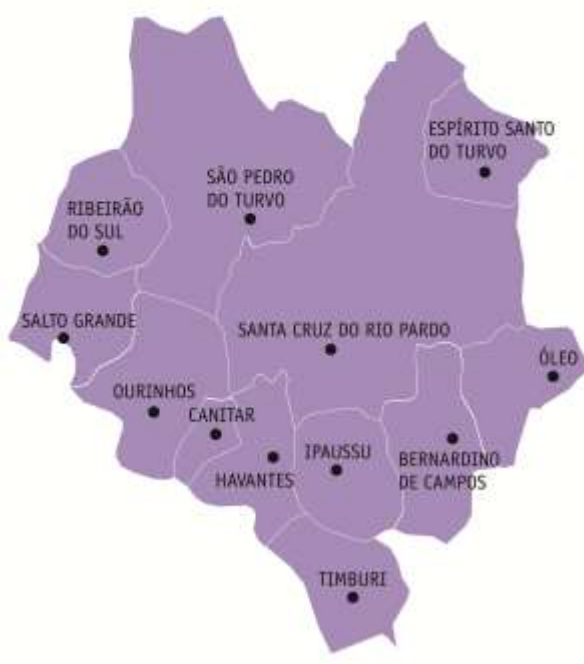 ESPÍRITO SANTO
DO TURVO
SÃO PEDRO
DO TURVO
RIBEIRÃO
DO SUL
SALTO GRANDE
SANTA CRUZ DO RIO PARDO
ÓLEO
OURINHOS
CANITAR
HAVANTES
IPAUSSU
BERNARDINO
DE CAMPOS
TIMBURI